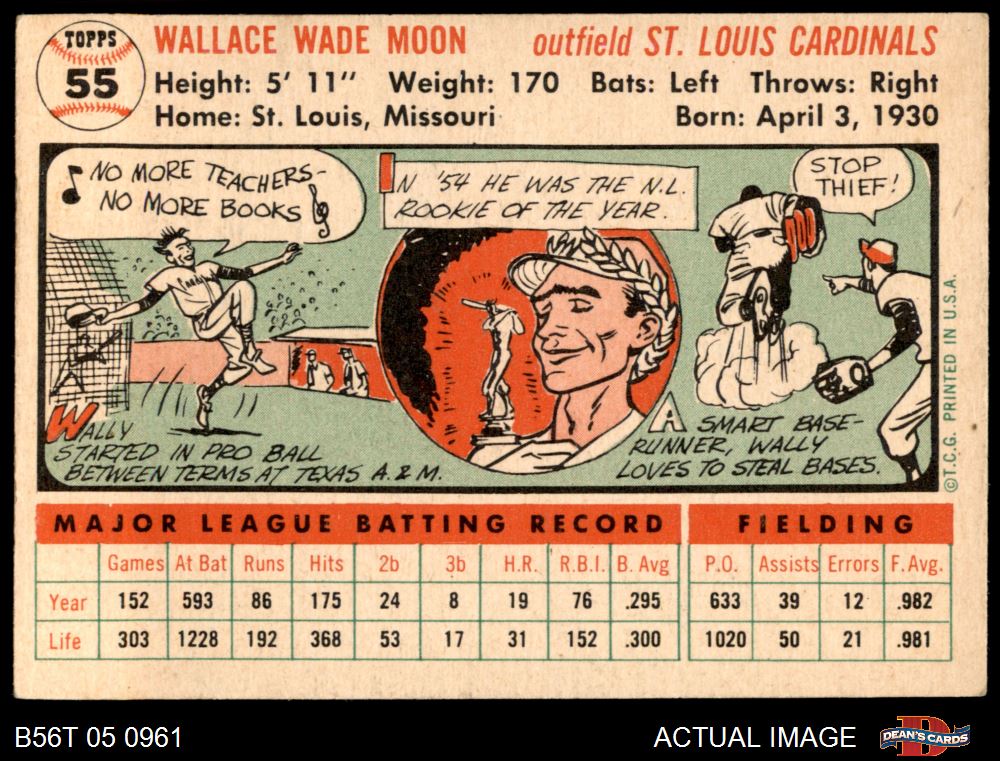 TOPPS
55
WALLACE WADE MOON outfield ST. LOUIS CARDINALS
Height: 5' 11" Weight: 170 Bats: Left Throws: Right
Home: St. Louis, Missouri Born: April 3, 1930
NO MORE TEACHERS-
NO MORE BOOKS
WALLY
STARTED IN PRO BALL
BETWEEN TERMS AT TEXAS A.&M.
IN '54 HE WAS THE N.L.
ROOKIE OF THE YEAR.
STOP
THIEF!
A SMART BASE-
RUNNER, WALLY
LOVES TO STEAL BASES.
©T.C.G. PRINTED IN U.S.A.
MAJOR LEAGUE BATTING RECORD FIELDING
Games At Bat Runs Hits 2b 3b H.R. R.B.I. B. Avg P.O. Assists Errors F. Avg.
Year 152 593 86 175 24 8 19 76 .295 633 39 12 .982
Life 303 1228 192 368 53 17 31 152 .300 1020 50 21 .981
B56T 05 0961 ACTUAL IMAGE
D
DEAN'S CARDS